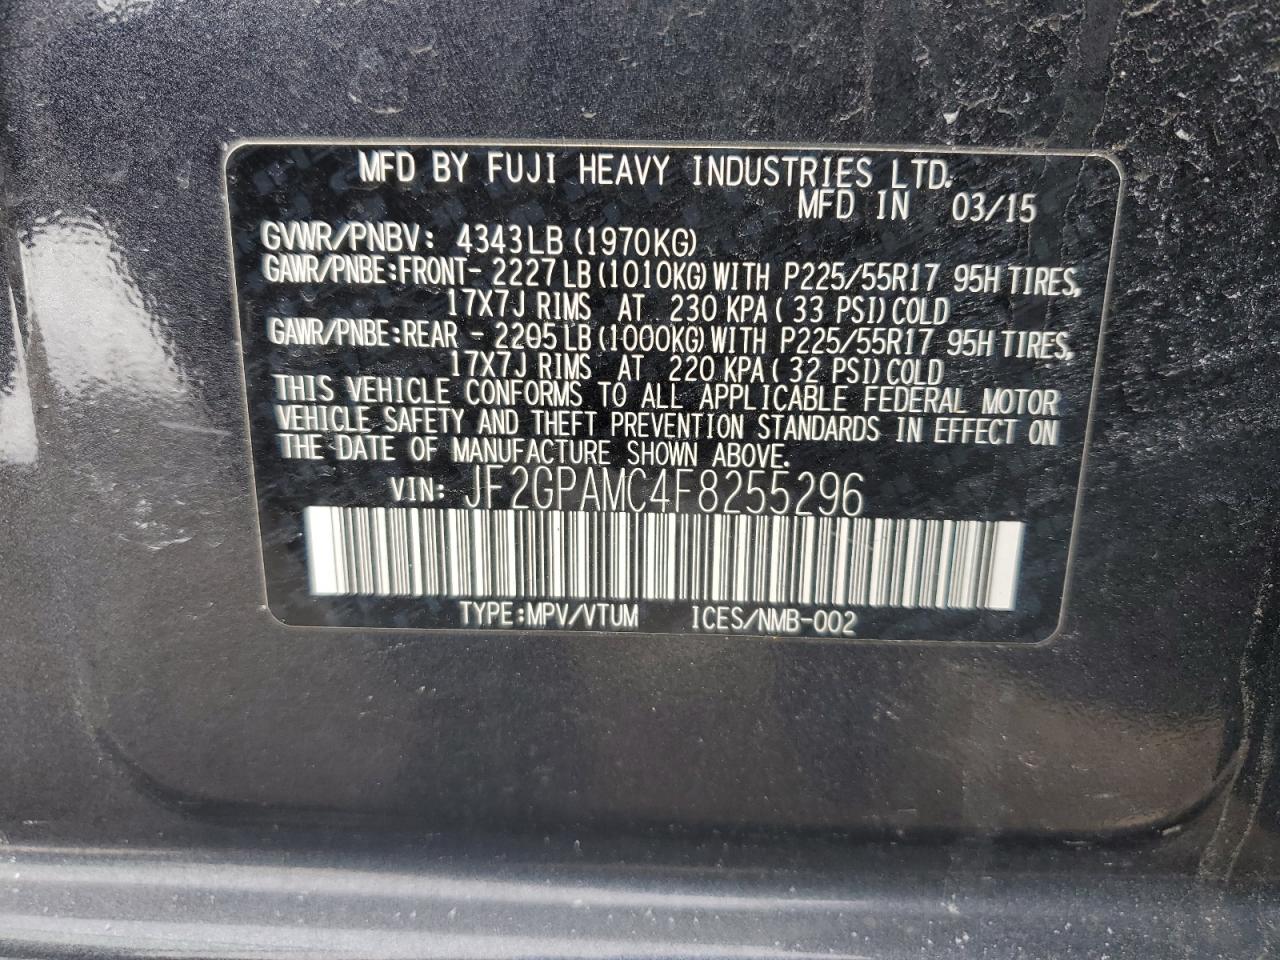 MFD BY FUJI HEAVY INDUSTRIES LTD.
MFD IN 03/15
GVWR/PNBV: 4343LB(1970KG)
GAWR/PNBE:FRONT- 2227LB(1010KG)WITH P225/55R17 95H TIRES,
17X7J RIMS AT 230 KPA( 33 PSI)COLD
GAWR/PNBE:REAR - 2205LB(1000KG)WITH P225/55R17 95H TIRES,
17X7J RIMS AT 220 KPA( 32 PSI)COLD
THIS VEHICLE CONFORMS TO ALL APPLICABLE FEDERAL MOTOR
VEHICLE SAFETY AND THEFT PREVENTION STANDARDS IN EFFECT ON
THE DATE OF MANUFACTURE SHOWN ABOVE.
VIN: JF2GPAMC4F8255296
TYPE:MPV/VTUM ICES/NMB-002